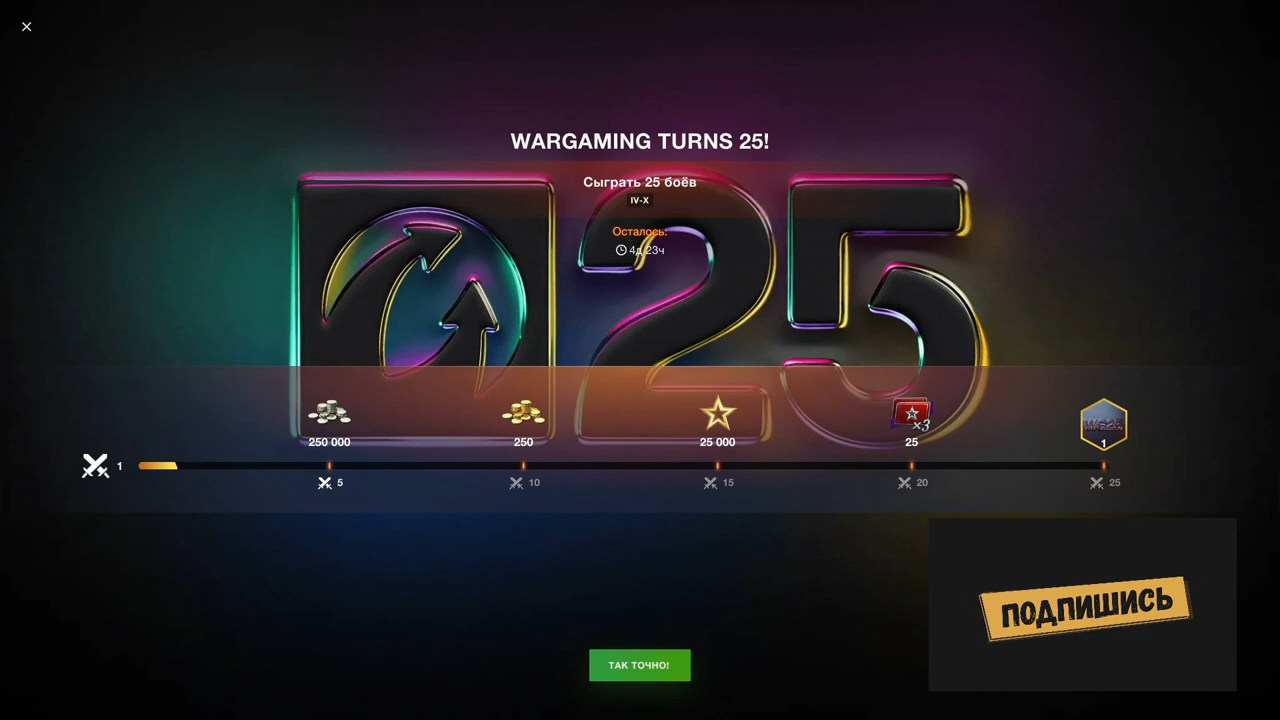 WARGAMING TURNS 25!
Сыграть 25 боёв
IV-X
Осталось:
4д 23ч
25
×3
250 000
250
25 000
25
1
1
5
10
15
20
25
ПОДПИШИСЬ
ТАК ТОЧНО!